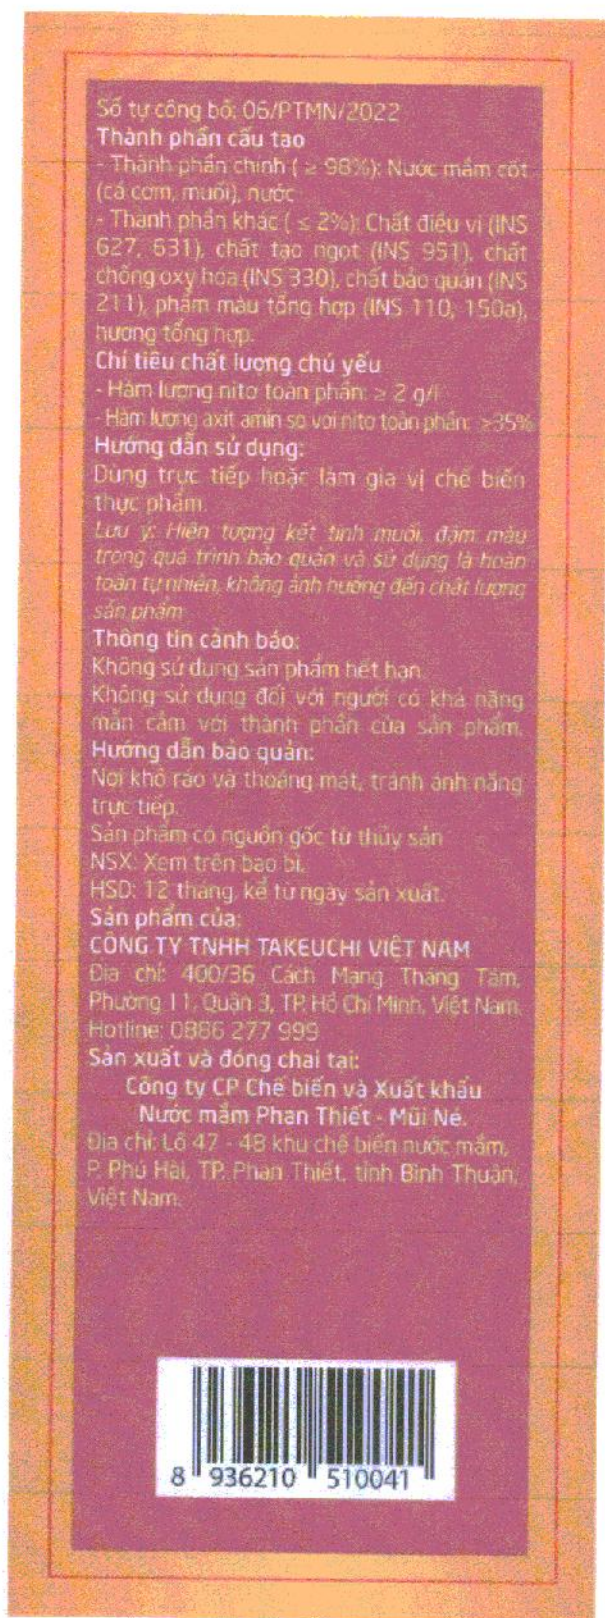 Số tự công bố: 06/PTMN/2022
Thành phần cấu tạo
- Thành phần chính ( ≥ 98%): Nước mắm cốt
(cá cơm, muối), nước
- Thành phần khác ( ≤ 2%): Chất điều vị (INS
627, 631), chất tạo ngọt (INS 951), chất
chống oxy hóa (INS 330), chất bảo quản (INS
211), phẩm màu tổng hợp (INS 110, 150a),
hương tổng hợp.
Chỉ tiêu chất lượng chủ yếu
- Hàm lượng nito toàn phần: ≥ 2 g/l
- Hàm lượng axit amin so với nito toàn phần: ≥35%
Hướng dẫn sử dụng:
Dùng trực tiếp hoặc làm gia vị chế biến
thực phẩm.
Lưu ý: Hiện tượng kết tinh muối, đậm màu
trong quá trình bảo quản và sử dụng là hoàn
toàn tự nhiên, không ảnh hưởng đến chất lượng
sản phẩm
Thông tin cảnh báo:
Không sử dụng sản phẩm hết hạn.
Không sử dụng đối với người có khả năng
mẫn cảm với thành phần của sản phẩm.
Hướng dẫn bảo quản:
Nơi khô ráo và thoáng mát, tránh ánh nắng
trực tiếp.
Sản phẩm có nguồn gốc từ thủy sản
NSX: Xem trên bao bì.
HSD: 12 tháng, kể từ ngày sản xuất.
Sản phẩm của:
CÔNG TY TNHH TAKEUCHI VIỆT NAM
Địa chỉ: 400/36 Cách Mạng Tháng Tám,
Phường 11, Quận 3, TP. Hồ Chí Minh, Việt Nam.
Hotline: 0886 277 999
Sản xuất và đóng chai tại:
Công ty CP Chế biến và Xuất khẩu
Nước mắm Phan Thiết - Mũi Né.
Địa chỉ: Lô 47 - 48 khu chế biến nước mắm,
P. Phú Hài, TP. Phan Thiết, tỉnh Bình Thuận,
Việt Nam.
8 936210 510041